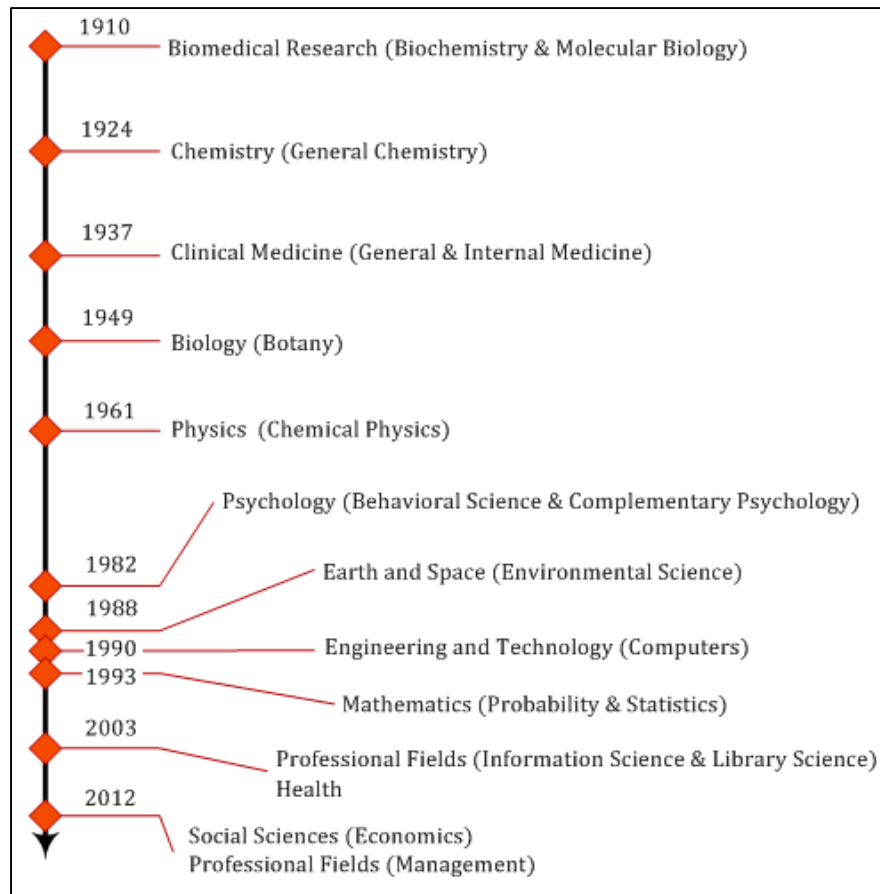 1910
Biomedical Research (Biochemistry & Molecular Biology)
1924
Chemistry (General Chemistry)
1937
Clinical Medicine (General & Internal Medicine)
1949
Biology (Botany)
1961
Physics (Chemical Physics)
Psychology (Behavioral Science & Complementary Psychology)
1982
Earth and Space (Environmental Science)
1988
1990
Engineering and Technology (Computers)
1993
Mathematics (Probability & Statistics)
2003
Professional Fields (Information Science & Library Science)
Health
2012
Social Sciences (Economics)
Professional Fields (Management)